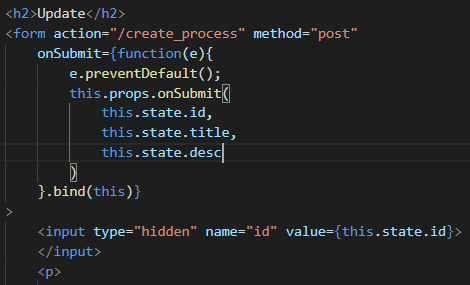 <h2>Update</h2>
<form action="/create_process" method="post"
onSubmit={function(e){
e.preventDefault();
this.props.onSubmit(
this.state.id,
this.state.title,
this.state.desc
)
}.bind(this)}
>
<input type="hidden" name="id" value={this.state.id}>
</input>
<p>